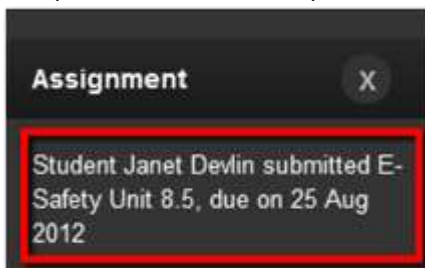 Assignment X
Student Janet Devlin submitted E-
Safety Unit 8.5, due on 25 Aug
2012